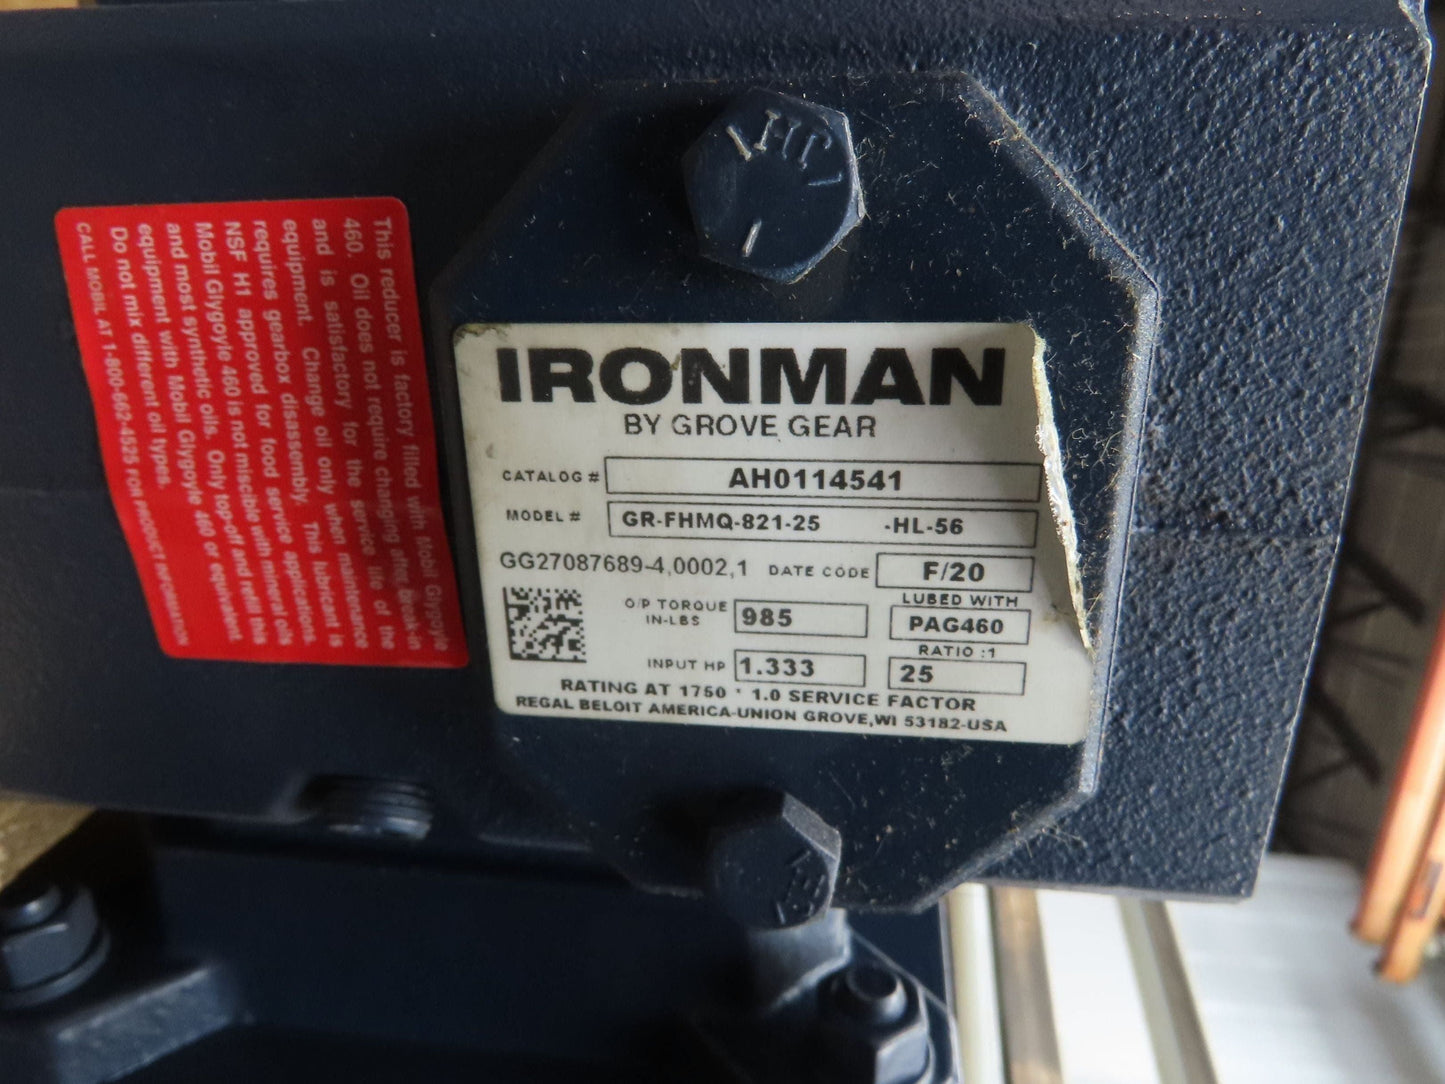 This reducer is factory filled with Mobil Glygoyle
460. Oil does not require changing after break-in
and is satisfactory for the service life of the
equipment. Change oil only when maintenance
requires gearbox disassembly. This lubricant is
NSF H1 approved for food service applications.
Mobil Glygoyle 460 is not miscible with mineral oils
and most synthetic oils. Only top-off and refill this
equipment with Mobil Glygoyle 460 or equivalent.
Do not mix different oil types.
CALL MOBIL AT 1-800-662-4525 FOR PRODUCT INFORMATION
IRONMAN
BY GROVE GEAR
CATALOG # AH0114541
MODEL # GR-FHMQ-821-25 -HL-56
GG27087689-4,0002,1 DATE CODE F/20
O/P TORQUE IN-LBS 985 LUBED WITH PAG460
INPUT HP 1.333 RATIO :1 25
RATING AT 1750 * 1.0 SERVICE FACTOR
REGAL BELOIT AMERICA-UNION GROVE,WI 53182-USA